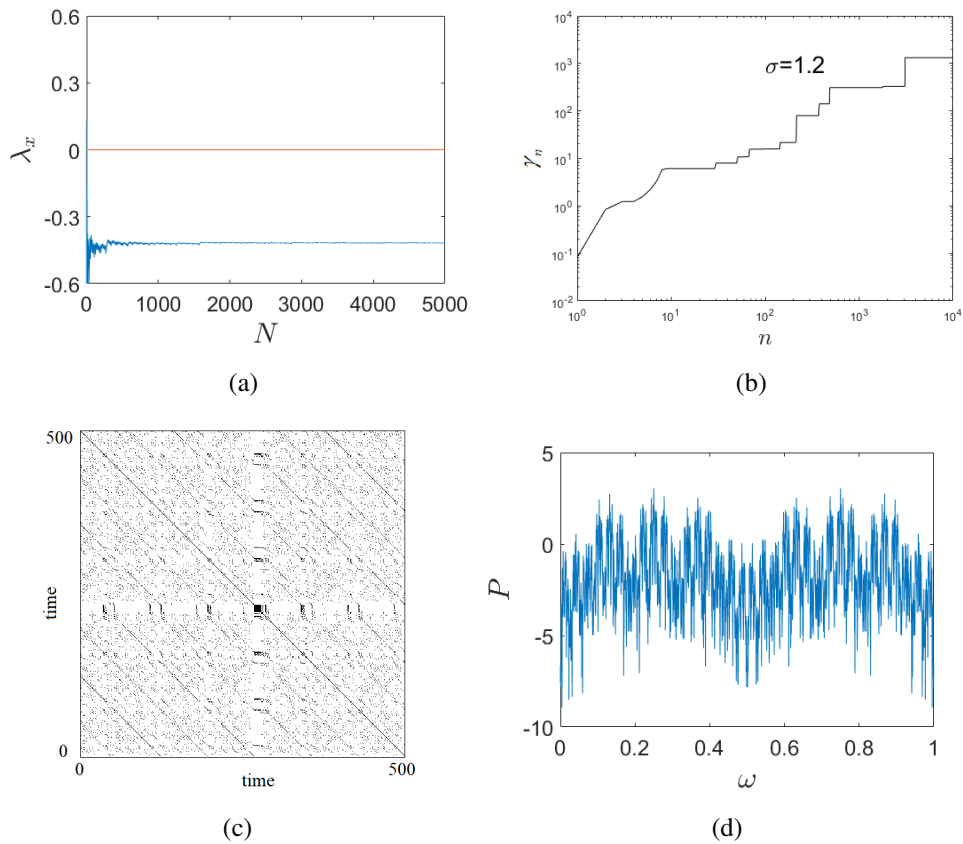 0.6
0.3
0
-0.3
-0.6
λ_x
0 1000 2000 3000 4000 5000
N
(a)
10^4
10^3
10^2
10^1
10^0
10^-1
10^-2
γ_n
σ=1.2
10^0 10^1 10^2 10^3 10^4
n
(b)
500
time
0
0 500
time
(c)
5
0
-5
-10
P
0 0.2 0.4 0.6 0.8 1
ω
(d)